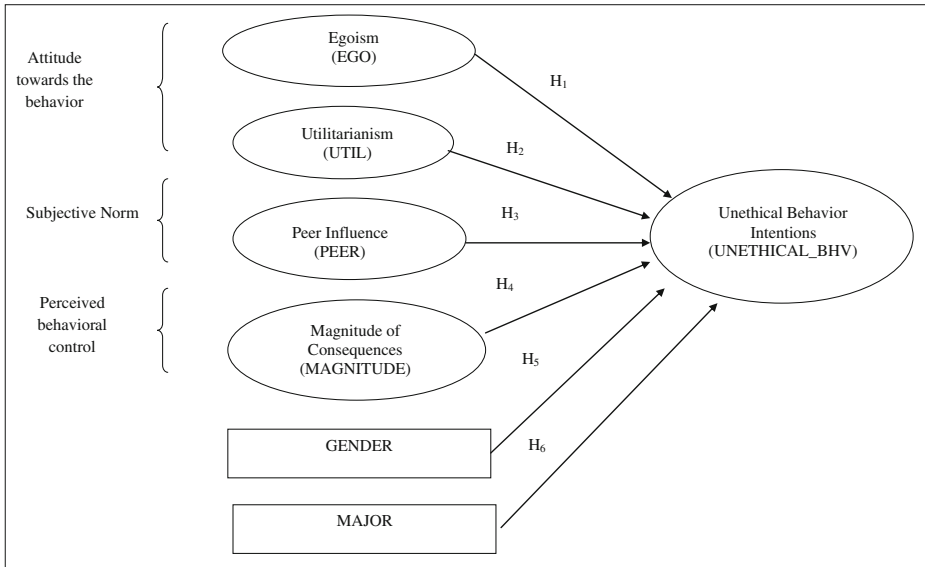 Attitude
towards the
behavior
Egoism
(EGO)
H₁
Utilitarianism
(UTIL)
H₂
Subjective Norm
Peer Influence
(PEER)
H₃
Unethical Behavior
Intentions
(UNETHICAL_BHV)
Perceived
behavioral
control
Magnitude of
Consequences
(MAGNITUDE)
H₄
GENDER
H₅
MAJOR
H₆